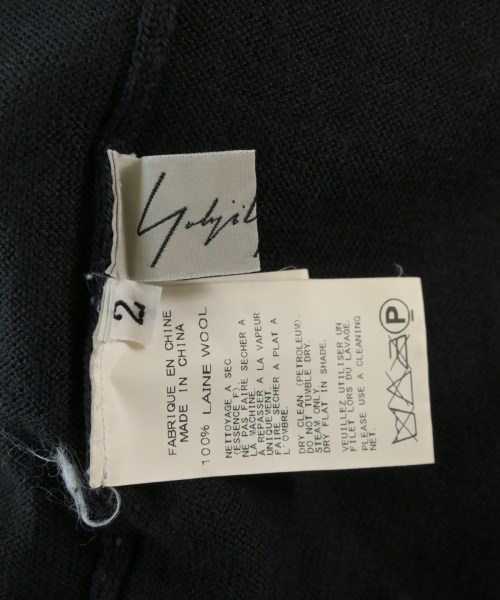 Yohji
2
FABRIQUE EN CHINE
MADE IN CHINA
100% LAINE WOOL
NETTOYAGE A SEC
(ESSENCE F).
NE PAS FAIRE SECHER A
LA MACHINE.
A REPASSER A LA VAPEUR
UNIQUEMENT.
FAIRE SECHER A PLAT A
L'OMBRE.
DRY CLEAN (PETROLEUM).
DO NOT TUMBLE DRY.
STEAM ONLY.
DRY FLAT IN SHADE.
VEUILLEZ UTILISER UN
FILET LORS DU LAVAGE.
PLEASE USE A CLEANING
NET.
P